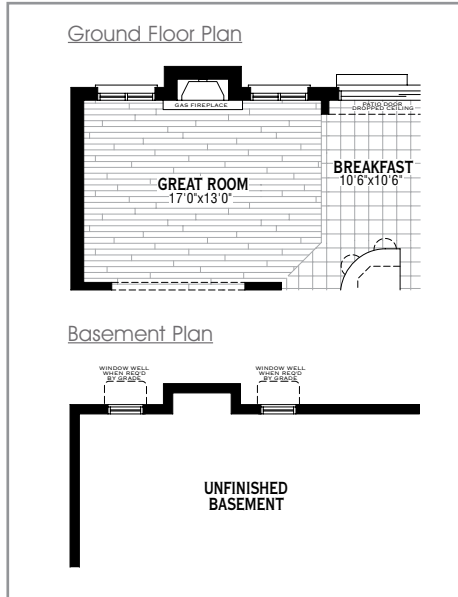 Ground Floor Plan
GAS FIREPLACE
PATIO DOOR
DROPPED CEILING
GREAT ROOM
17'0"x13'0"
BREAKFAST
10'6"x10'6"
Basement Plan
WINDOW WELL
WHEN REQ'D
BY GRADE
WINDOW WELL
WHEN REQ'D
BY GRADE
UNFINISHED
BASEMENT